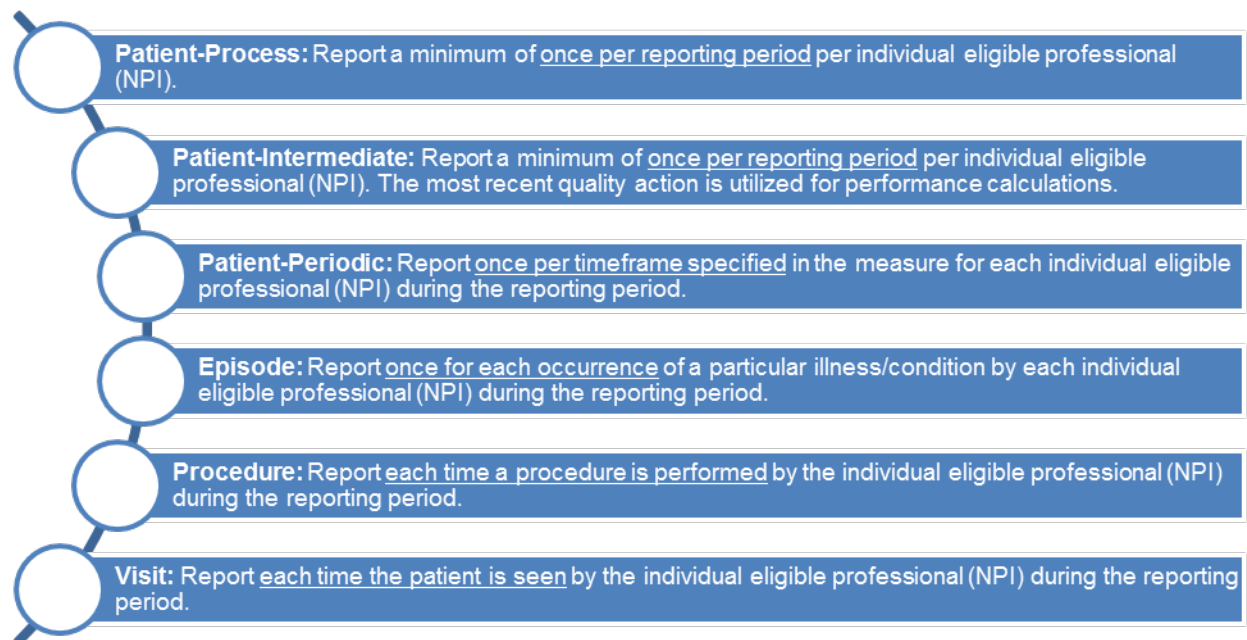 Patient-Process: Report a minimum of once per reporting period per individual eligible professional
(NPI).
Patient-Intermediate: Report a minimum of once per reporting period per individual eligible
professional (NPI). The most recent quality action is utilized for performance calculations.
Patient-Periodic: Report once per timeframe specified in the measure for each individual eligible
professional (NPI) during the reporting period.
Episode: Report once for each occurrence of a particular illness/condition by each individual
eligible professional (NPI) during the reporting period.
Procedure: Report each time a procedure is performed by the individual eligible professional (NPI)
during the reporting period.
Visit: Report each time the patient is seen by the individual eligible professional (NPI) during the reporting
period.